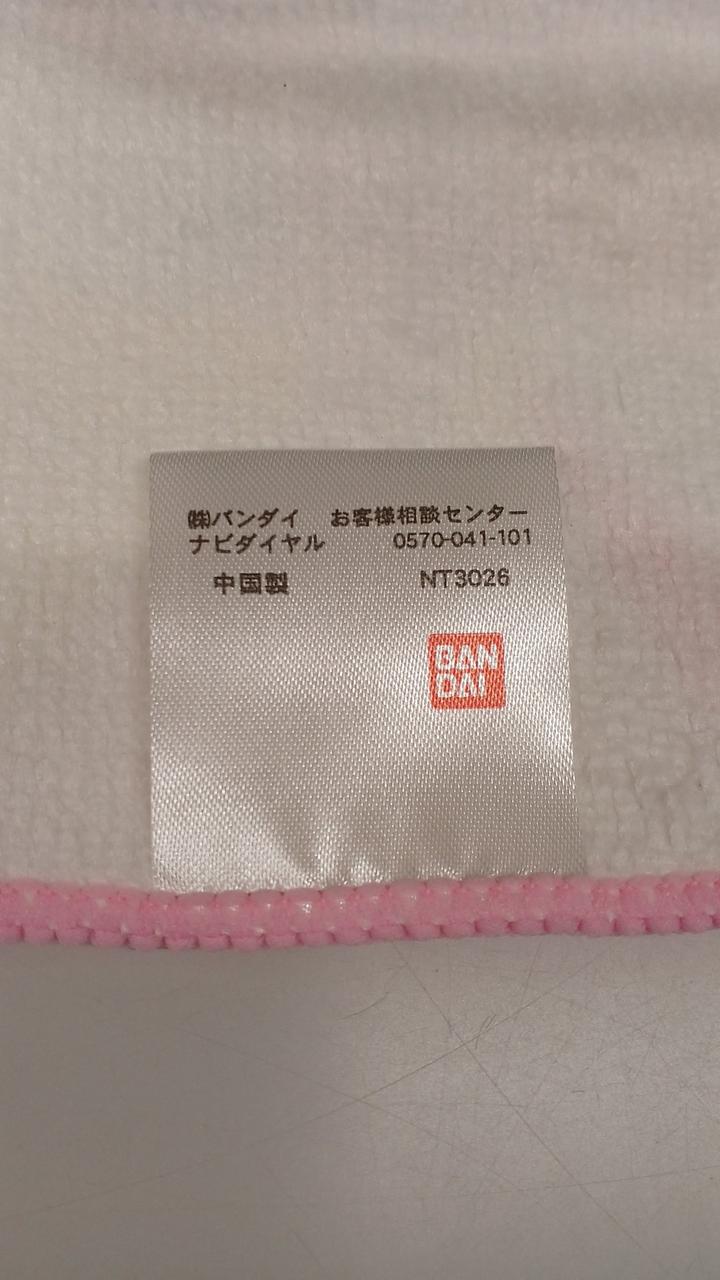 ㈱バンダイ　お客様相談センター
ナビダイヤル　0570-041-101
中国製　NT3026
BAN
DAI